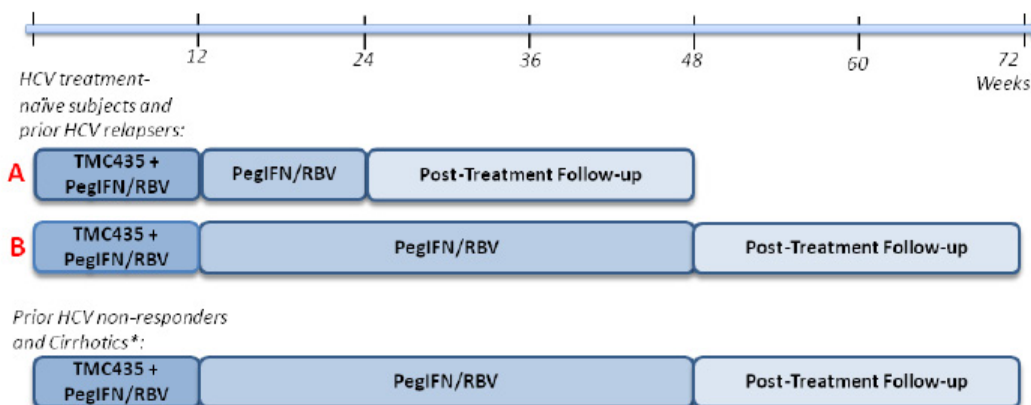 12 24 36 48 60 72
Weeks
HCV treatment-
naïve subjects and
prior HCV relapsers:
A
TMC435 +
PegIFN/RBV
PegIFN/RBV
Post-Treatment Follow-up
B
TMC435 +
PegIFN/RBV
PegIFN/RBV
Post-Treatment Follow-up
Prior HCV non-responders
and Cirrhotics*:
TMC435 +
PegIFN/RBV
PegIFN/RBV
Post-Treatment Follow-up